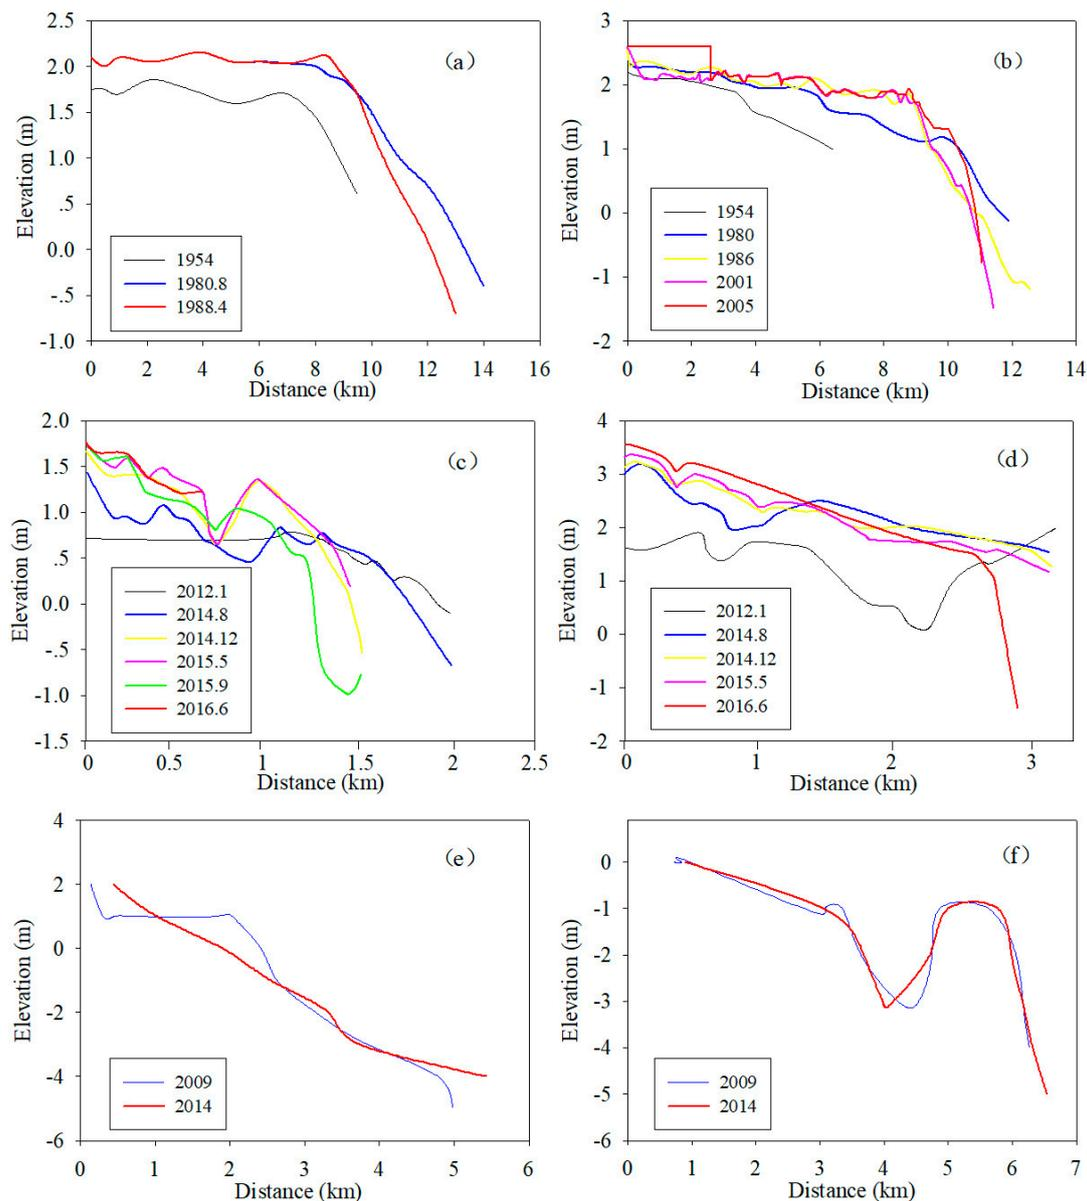 (a)
Elevation (m)
2.5
2.0
1.5
1.0
.5
0.0
-.5
-1.0
1954
1980.8
1988.4
0 2 4 6 8 10 12 14 16
Distance (km)
(b)
Elevation (m)
3
2
1
0
-1
-2
1954
1980
1986
2001
2005
0 2 4 6 8 10 12 14
Distance (km)
(c)
Elevation (m)
2.0
1.5
1.0
.5
0.0
-.5
-1.0
-1.5
2012.1
2014.8
2014.12
2015.5
2015.9
2016.6
0 0.5 1 1.5 2 2.5
Distance (km)
(d)
Elevation (m)
4
3
2
1
0
-1
-2
2012.1
2014.8
2014.12
2015.5
2016.6
0 1 2 3
Distance (km)
(e)
Elevation (m)
4
2
0
-2
-4
-6
2009
2014
0 1 2 3 4 5 6
Distance (km)
(f)
Elevation (m)
0
-1
-2
-3
-4
-5
-6
2009
2014
0 1 2 3 4 5 6 7
Distance (km)